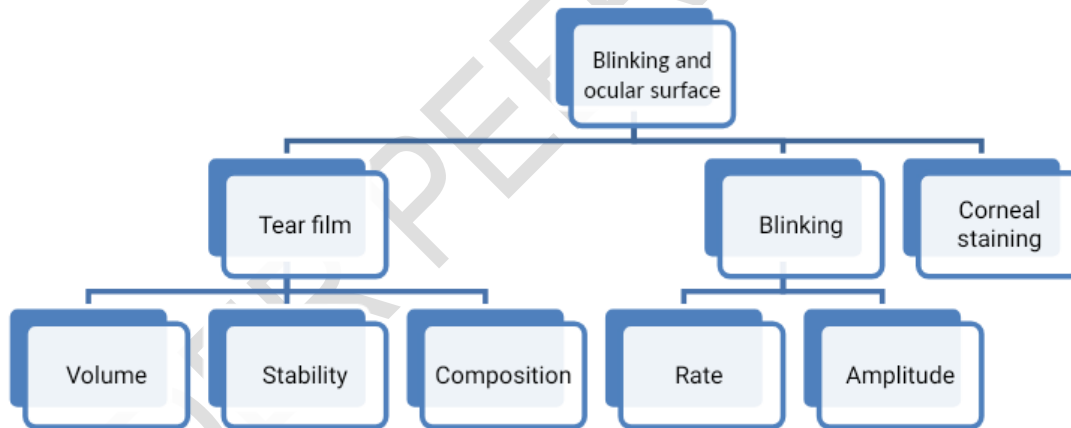 Blinking and
ocular surface
Tear film
Blinking
Corneal
staining
Volume
Stability
Composition
Rate
Amplitude